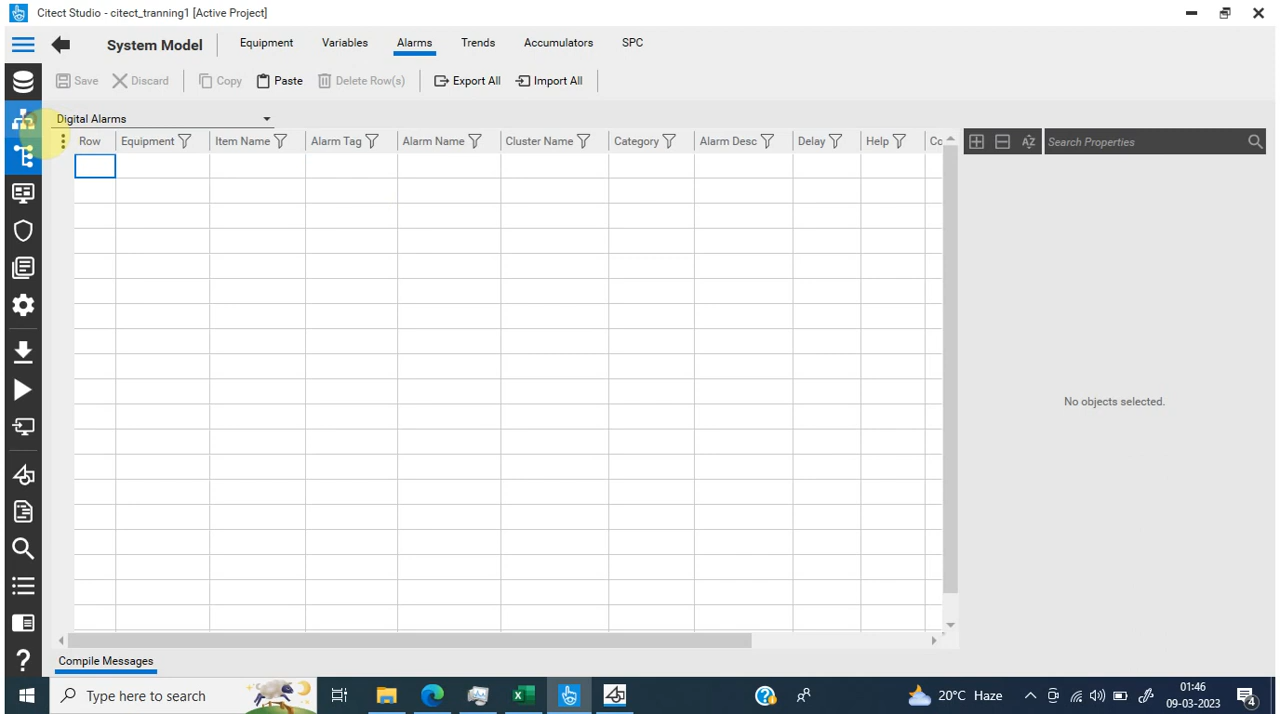 Citect Studio - citect_tranning1 [Active Project]
System Model Equipment Variables Alarms Trends Accumulators SPC
Save Discard Copy Paste Delete Row(s) Export All Import All
Digital Alarms
Row Equipment Item Name Alarm Tag Alarm Name Cluster Name Category Alarm Desc Delay Help Co
Search Properties
No objects selected.
Compile Messages
Type here to search
20°C Haze
01:46
09-03-2023
4